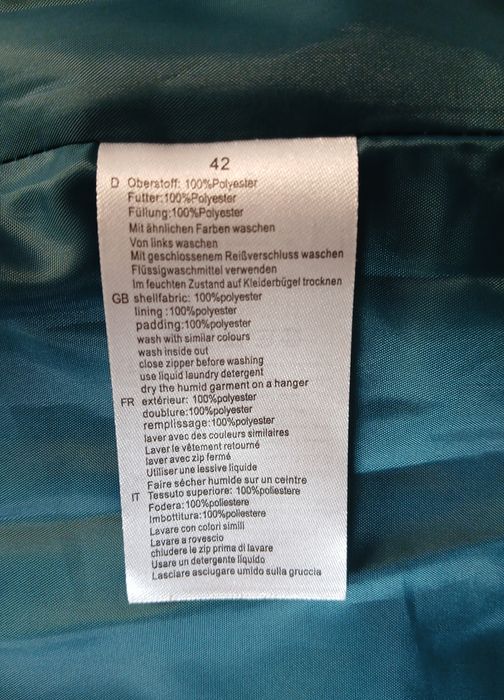 42
D Oberstoff: 100%Polyester
Futter:100%Polyester
Füllung:100%Polyester
Mit ähnlichen Farben waschen
Von links waschen
Mit geschlossenem Reißverschluss waschen
Flüssigwaschmittel verwenden
Im feuchten Zustand auf Kleiderbügel trocknen
GB shellfabric: 100%polyester
lining :100%polyester
padding:100%polyester
wash with similar colours
wash inside out
close zipper before washing
use liquid laundry detergent
dry the humid garment on a hanger
FR extérieur: 100%polyester
doublure:100%polyester
remplissage:100%polyester
laver avec des couleurs similaires
Laver le vêtement retourné
laver avec zip fermé
Utiliser une lessive liquide
Faire sécher humide sur un ceintre
IT Tessuto superiore: 100%poliestere
Fodera:100%poliestere
Imbottitura:100%poliestere
Lavare con colori simili
Lavare a rovescio
chiudere le zip prima di lavare
Usare un detergente liquido
Lasciare asciugare umido sulla gruccia